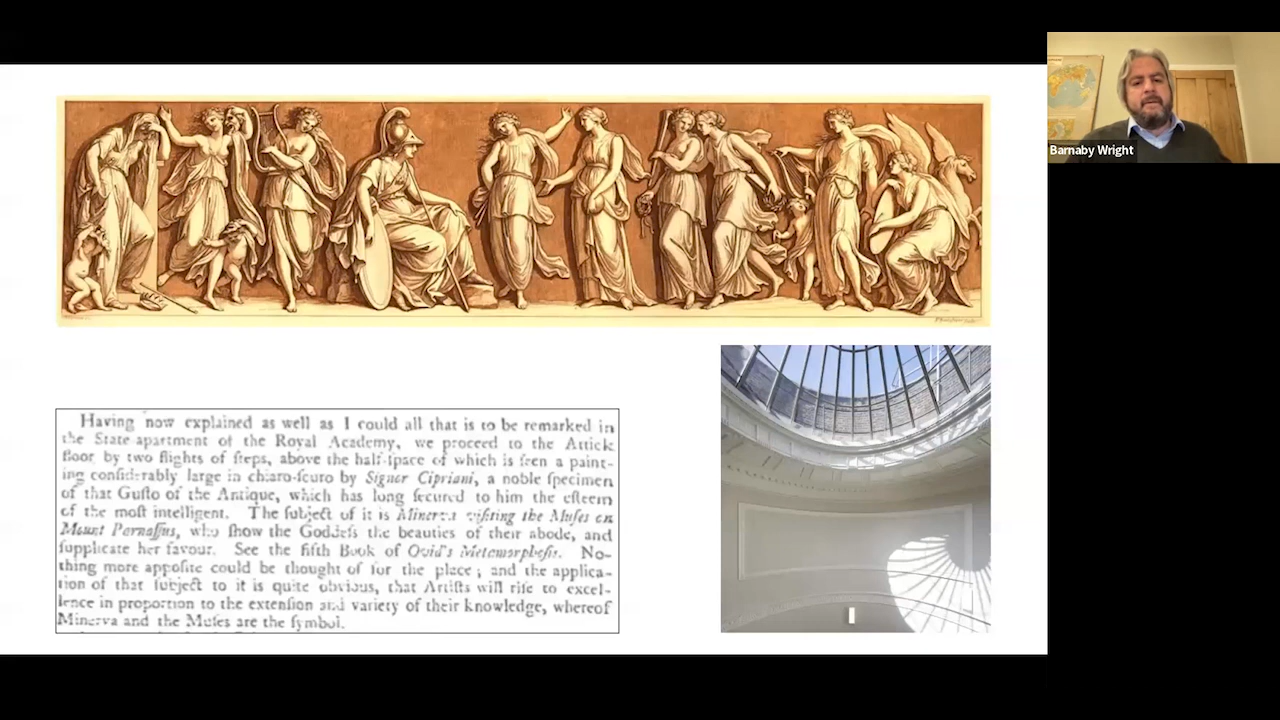 Barnaby Wright
Having now explained as well as I could all that is to be remarked in
the State-apartment of the Royal Academy, we proceed to the Attick
floor by two flights of steps, above the half-space of which is seen a paint-
ing considerably large in chiaro-scuro by Signor Cipriani, a noble specimen
of that Gusto of the Antique, which has long secured to him the esteem
of the most intelligent. The subject of it is Minerva visiting the Muses on
Mount Parnassus, who show the Goddess the beauties of their abode, and
supplicate her favour. See the fifth Book of Ovid's Metamorphosis. No-
thing more apposite could be thought of for the place; and the applica-
tion of that subject to it is quite obvious, that Artists will rise to excel-
lence in proportion to the extension and variety of their knowledge, whereof
Minerva and the Muses are the symbol.